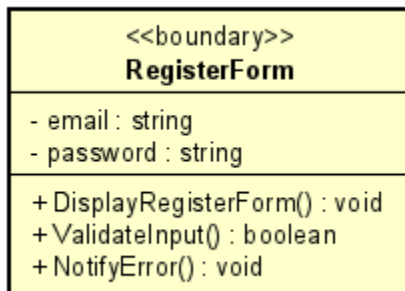 <<boundary>>
RegisterForm
- email : string
- password : string
+ DisplayRegisterForm() : void
+ ValidateInput() : boolean
+ NotifyError() : void